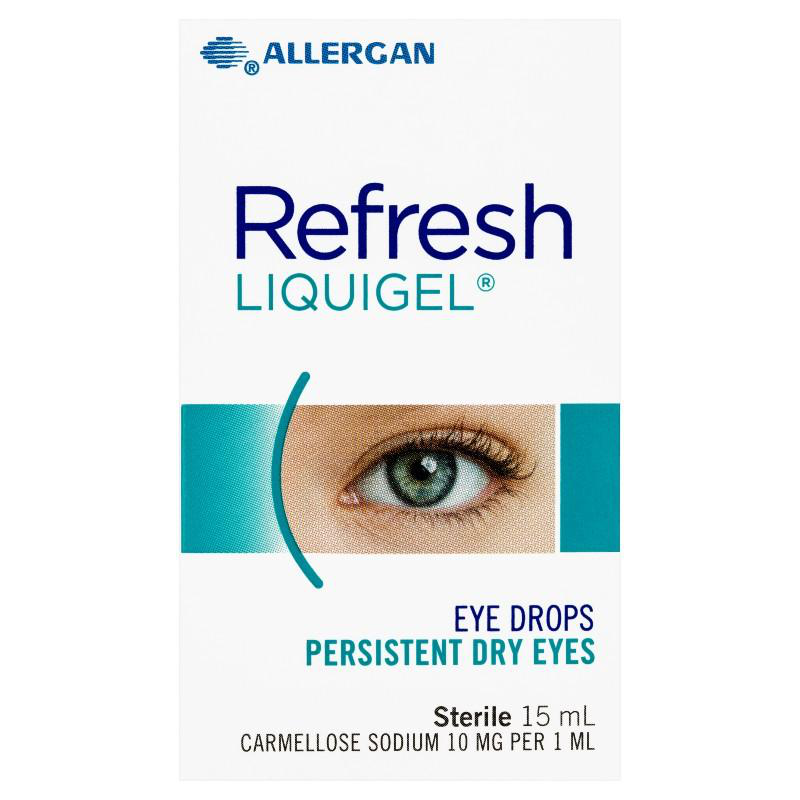 ® ALLERGAN
Refresh
LIQUIGEL®
EYE DROPS
PERSISTENT DRY EYES
Sterile 15 mL
CARMELLOSE SODIUM 10 MG PER 1 ML